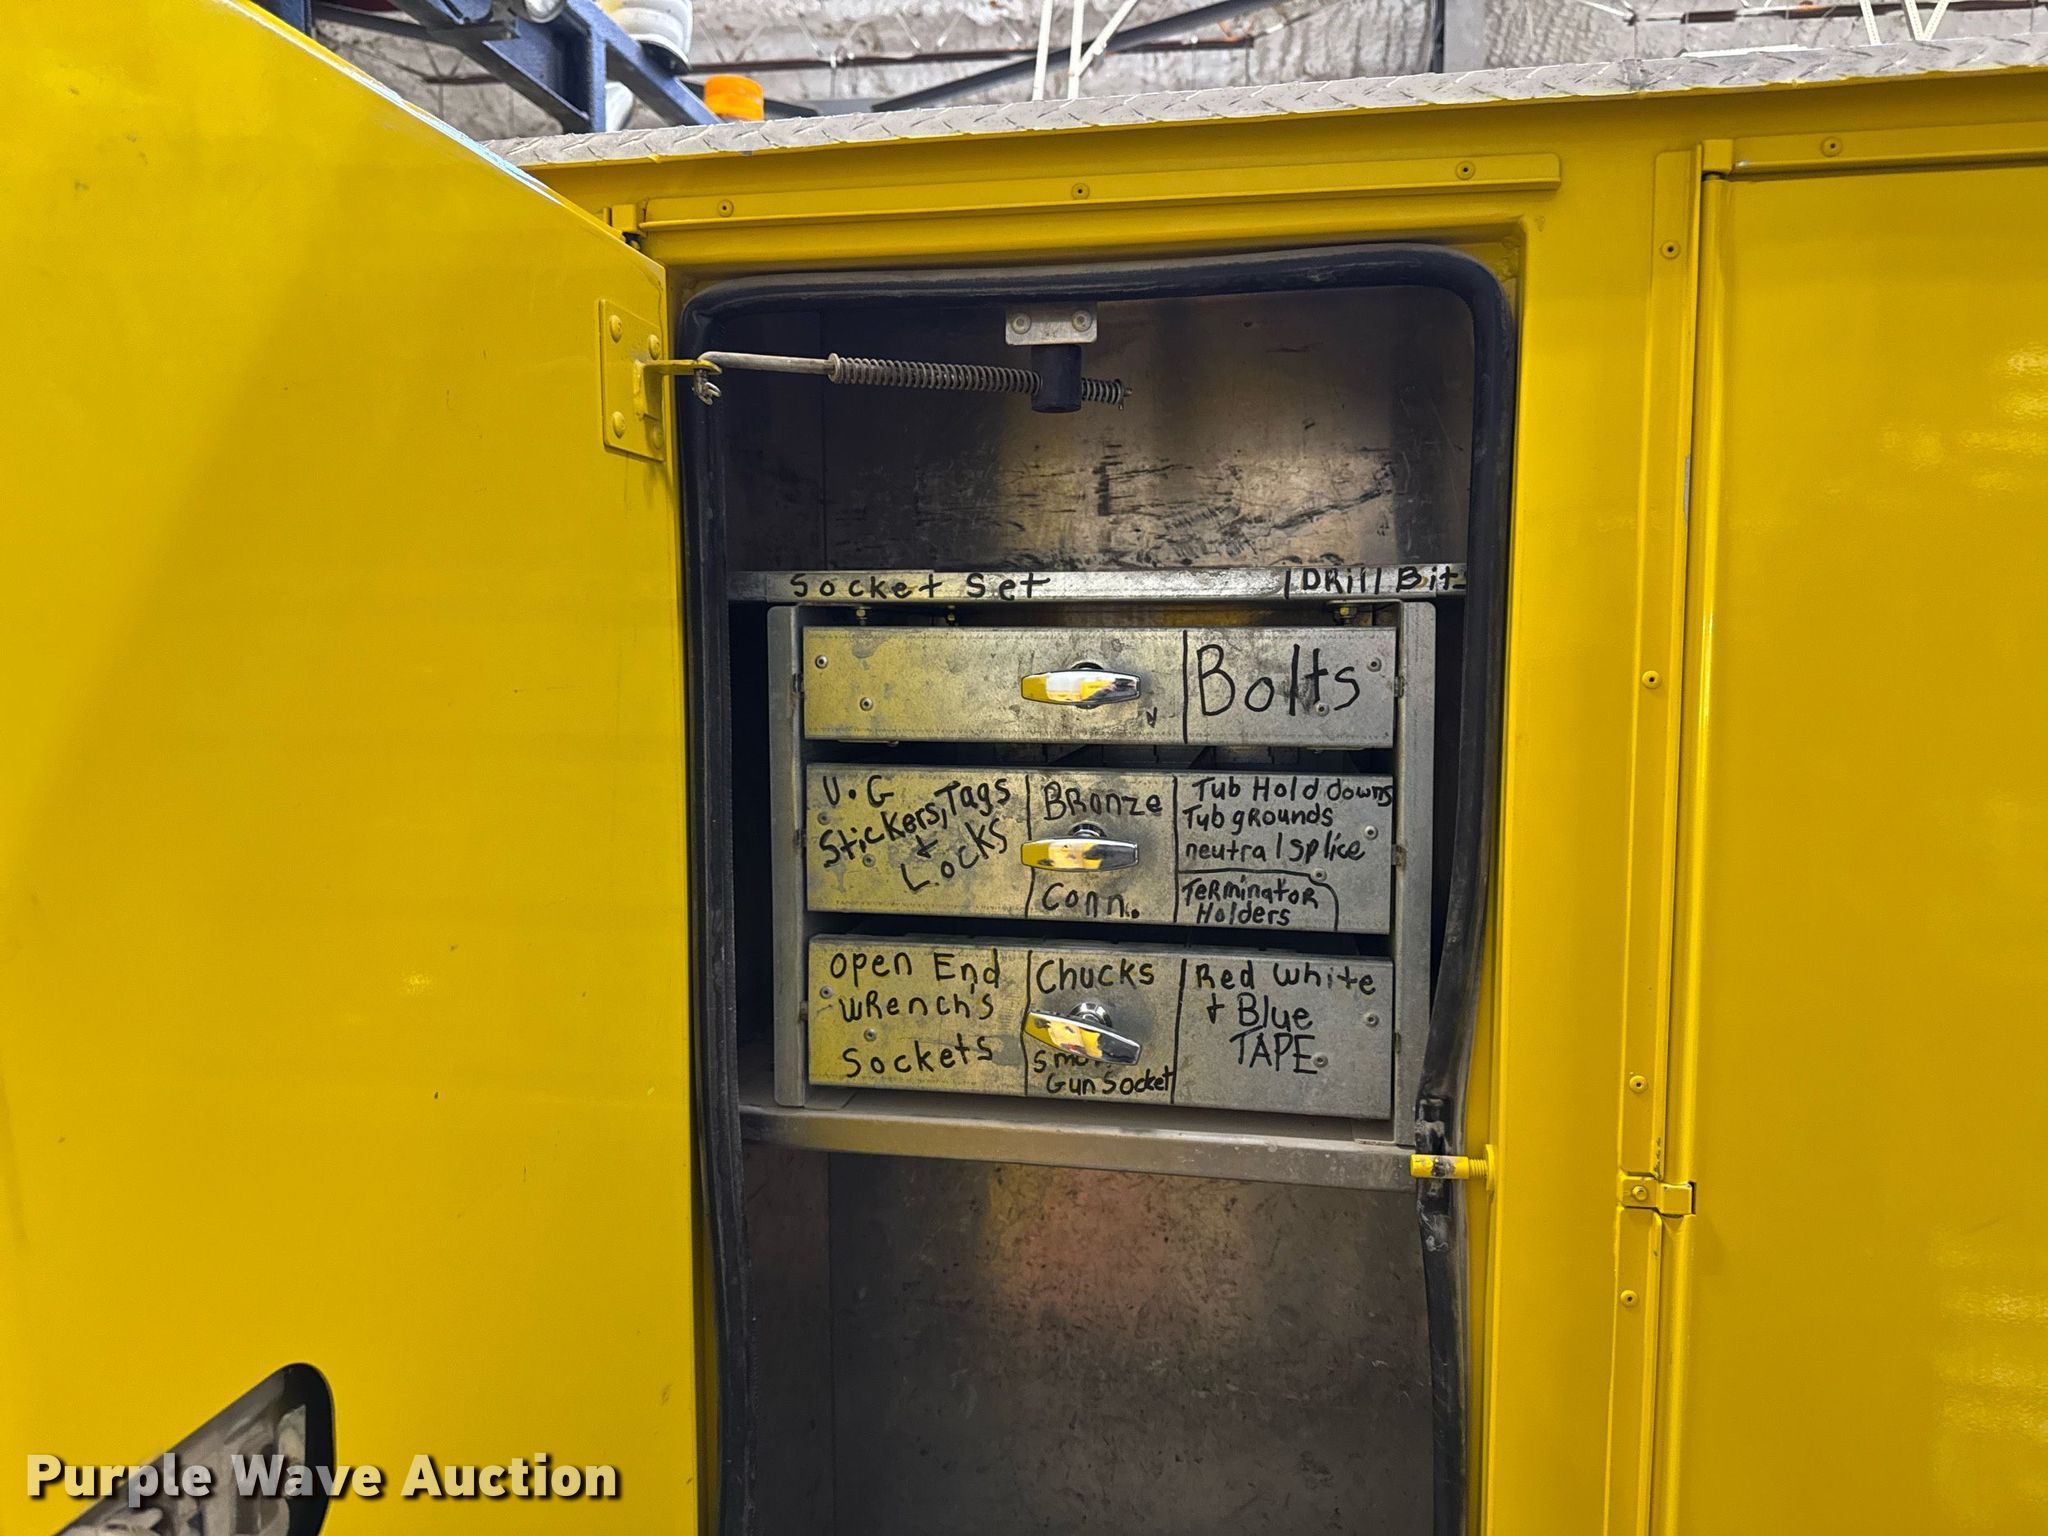 Socket Set
DRill Bit
Bolts
U.G
Stickers, Tags
+
Locks
BRonze
Conn.
Tub Hold downs
Tub gRounds
neutral splice
TeRminatoR
Holders
open End
wRench's
Sockets
Chucks
Gun Socket
Red white
+ Blue
TAPE
Purple Wave Auction